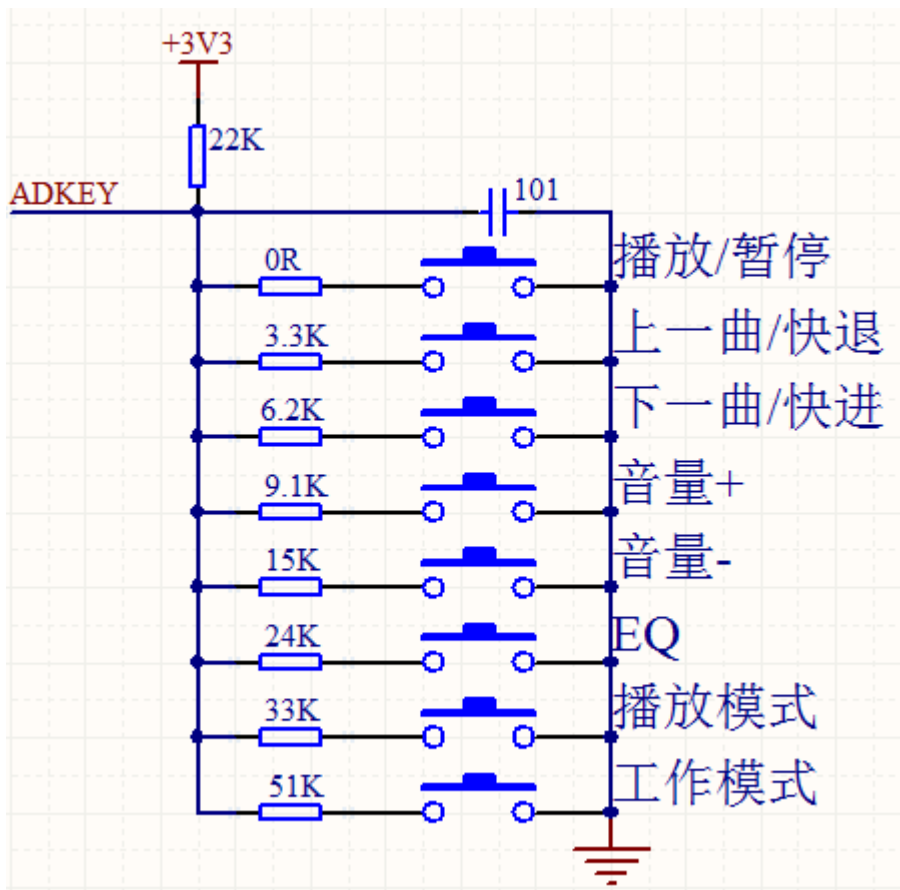 +3V3
22K
ADKEY
101
0R
播放/暂停
3.3K
上一曲/快退
6.2K
下一曲/快进
9.1K
音量+
15K
音量-
24K
EQ
33K
播放模式
51K
工作模式